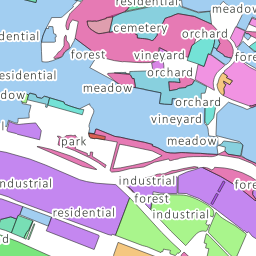 residential
meadow
cemetery
orchard
residential
forest
vineyard
fore
orchard
residential
meadow
meadow
orchard
vineyard
park
meadow
industrial
industrial
fore
forest
residential
industrial